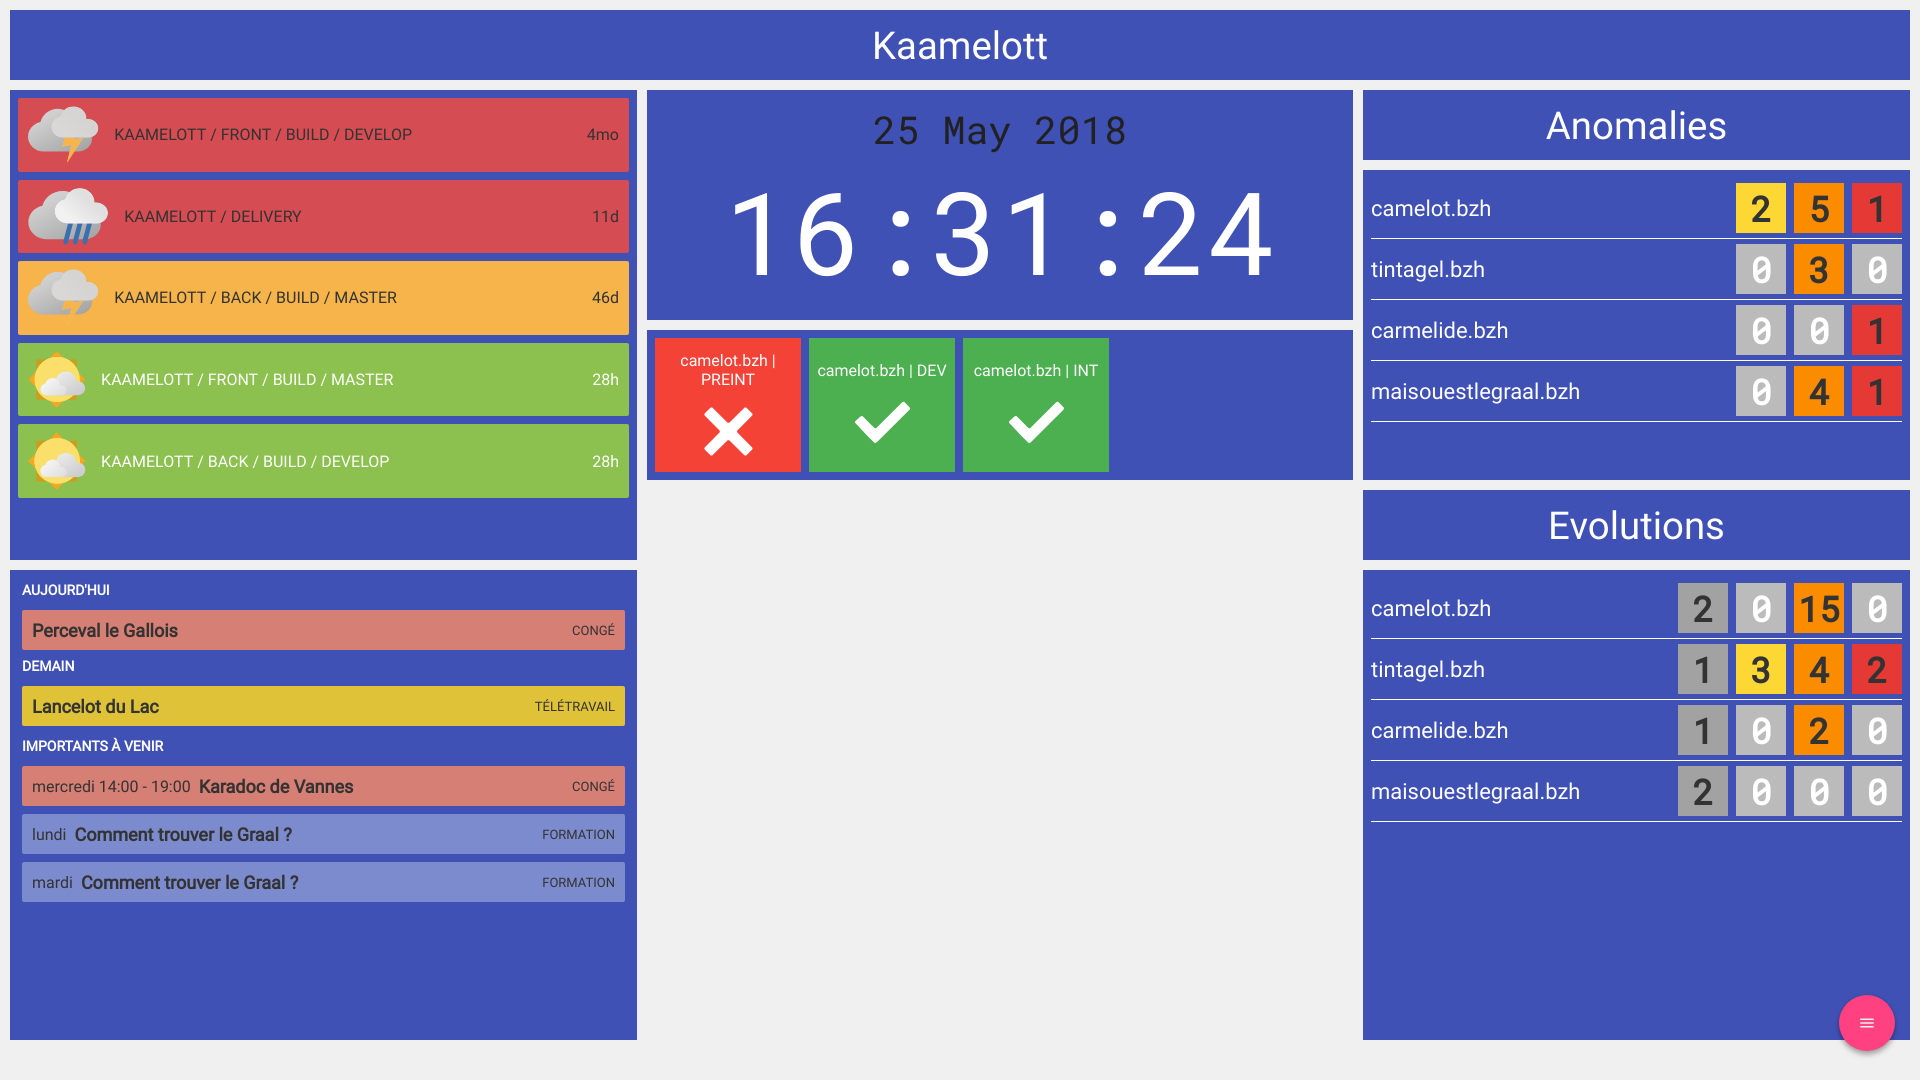 Kaamelott
KAAMELOTT / FRONT / BUILD / DEVELOP 4mo
KAAMELOTT / DELIVERY 11d
KAAMELOTT / BACK / BUILD / MASTER 46d
KAAMELOTT / FRONT / BUILD / MASTER 28h
KAAMELOTT / BACK / BUILD / DEVELOP 28h
AUJOURD'HUI
Perceval le Gallois CONGÉ
DEMAIN
Lancelot du Lac TÉLÉTRAVAIL
IMPORTANTS À VENIR
mercredi 14:00 - 19:00 Karadoc de Vannes CONGÉ
lundi Comment trouver le Graal ? FORMATION
mardi Comment trouver le Graal ? FORMATION
25 May 2018
16:31:24
camelot.bzh |
PREINT
camelot.bzh | DEV
camelot.bzh | INT
Anomalies
camelot.bzh 2 5 1
tintagel.bzh 0 3 0
carmelide.bzh 0 0 1
maisouestlegraal.bzh 0 4 1
Evolutions
camelot.bzh 2 0 15 0
tintagel.bzh 1 3 4 2
carmelide.bzh 1 0 2 0
maisouestlegraal.bzh 2 0 0 0